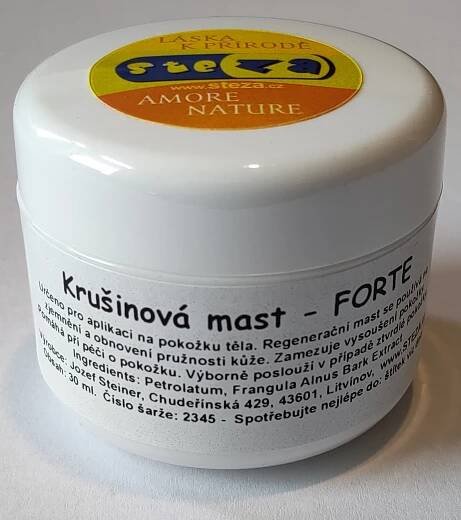 LÁSKA
K PŘÍRODĚ
steza
www.steza.cz
AMORE
NATURE
Krušinová mast - FORTE
Určeno pro aplikaci na pokožku těla. Regenerační mast se používá
zjemnění a obnovení pružnosti kůže. Zamezuje vysoušení pokožky
Pomáhá při péči o pokožku. Výborně poslouží v případě ztvrdlé
Ingredients: Petrolatum, Frangula Alnus Bark Extract
Výrobce: Jozef Steiner, Chudeřínská 429, 43601, Litvínov,
Obsah: 30 ml. Číslo šarže: 2345 - Spotřebujte nejlépe do: štítek